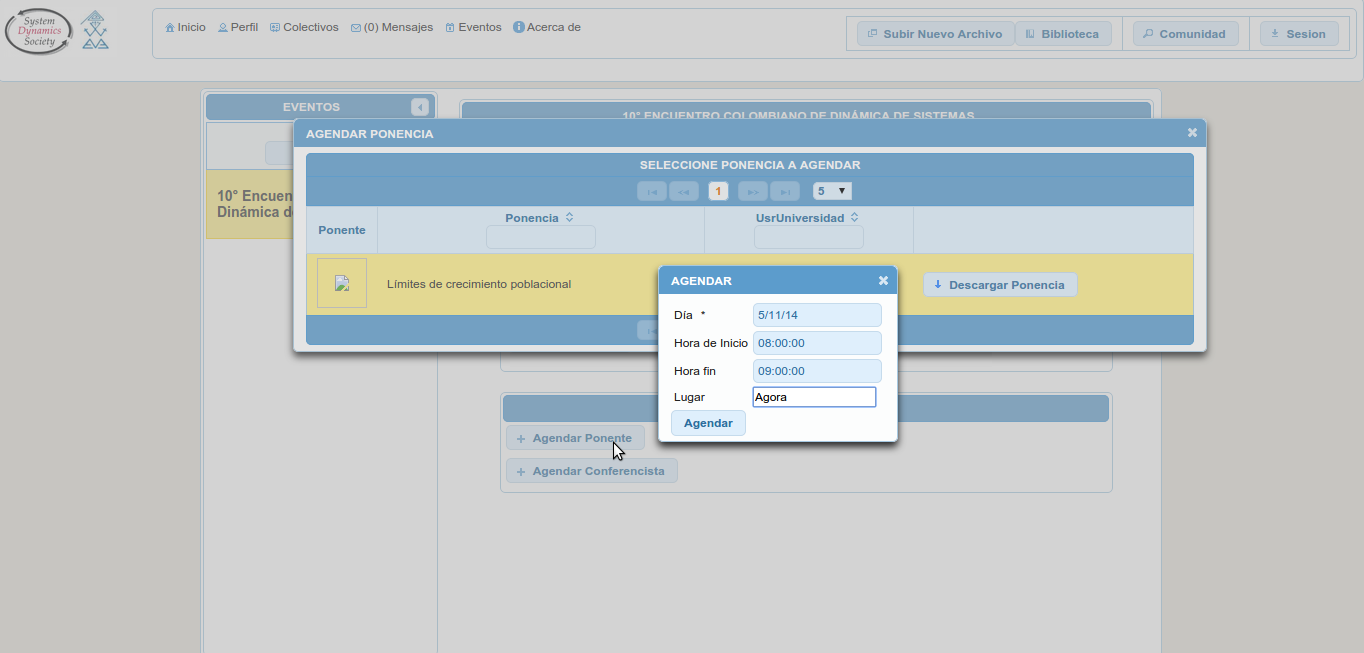 System
Dynamics
Society
Inicio
Perfil
Colectivos
(0) Mensajes
Eventos
Acerca de
Subir Nuevo Archivo
Biblioteca
Comunidad
Sesion
EVENTOS
10° ENCUENTRO COLOMBIANO DE DINÁMICA DE SISTEMAS
10° Encuen
Dinámica d
AGENDAR PONENCIA
SELECCIONE PONENCIA A AGENDAR
1
5
Ponente
Ponencia
UsrUniversidad
Límites de crecimiento poblacional
Descargar Ponencia
AGENDAR
Día *
5/11/14
Hora de Inicio
08:00:00
Hora fin
09:00:00
Lugar
Agora
Agendar
Agendar Ponente
Agendar Conferencista